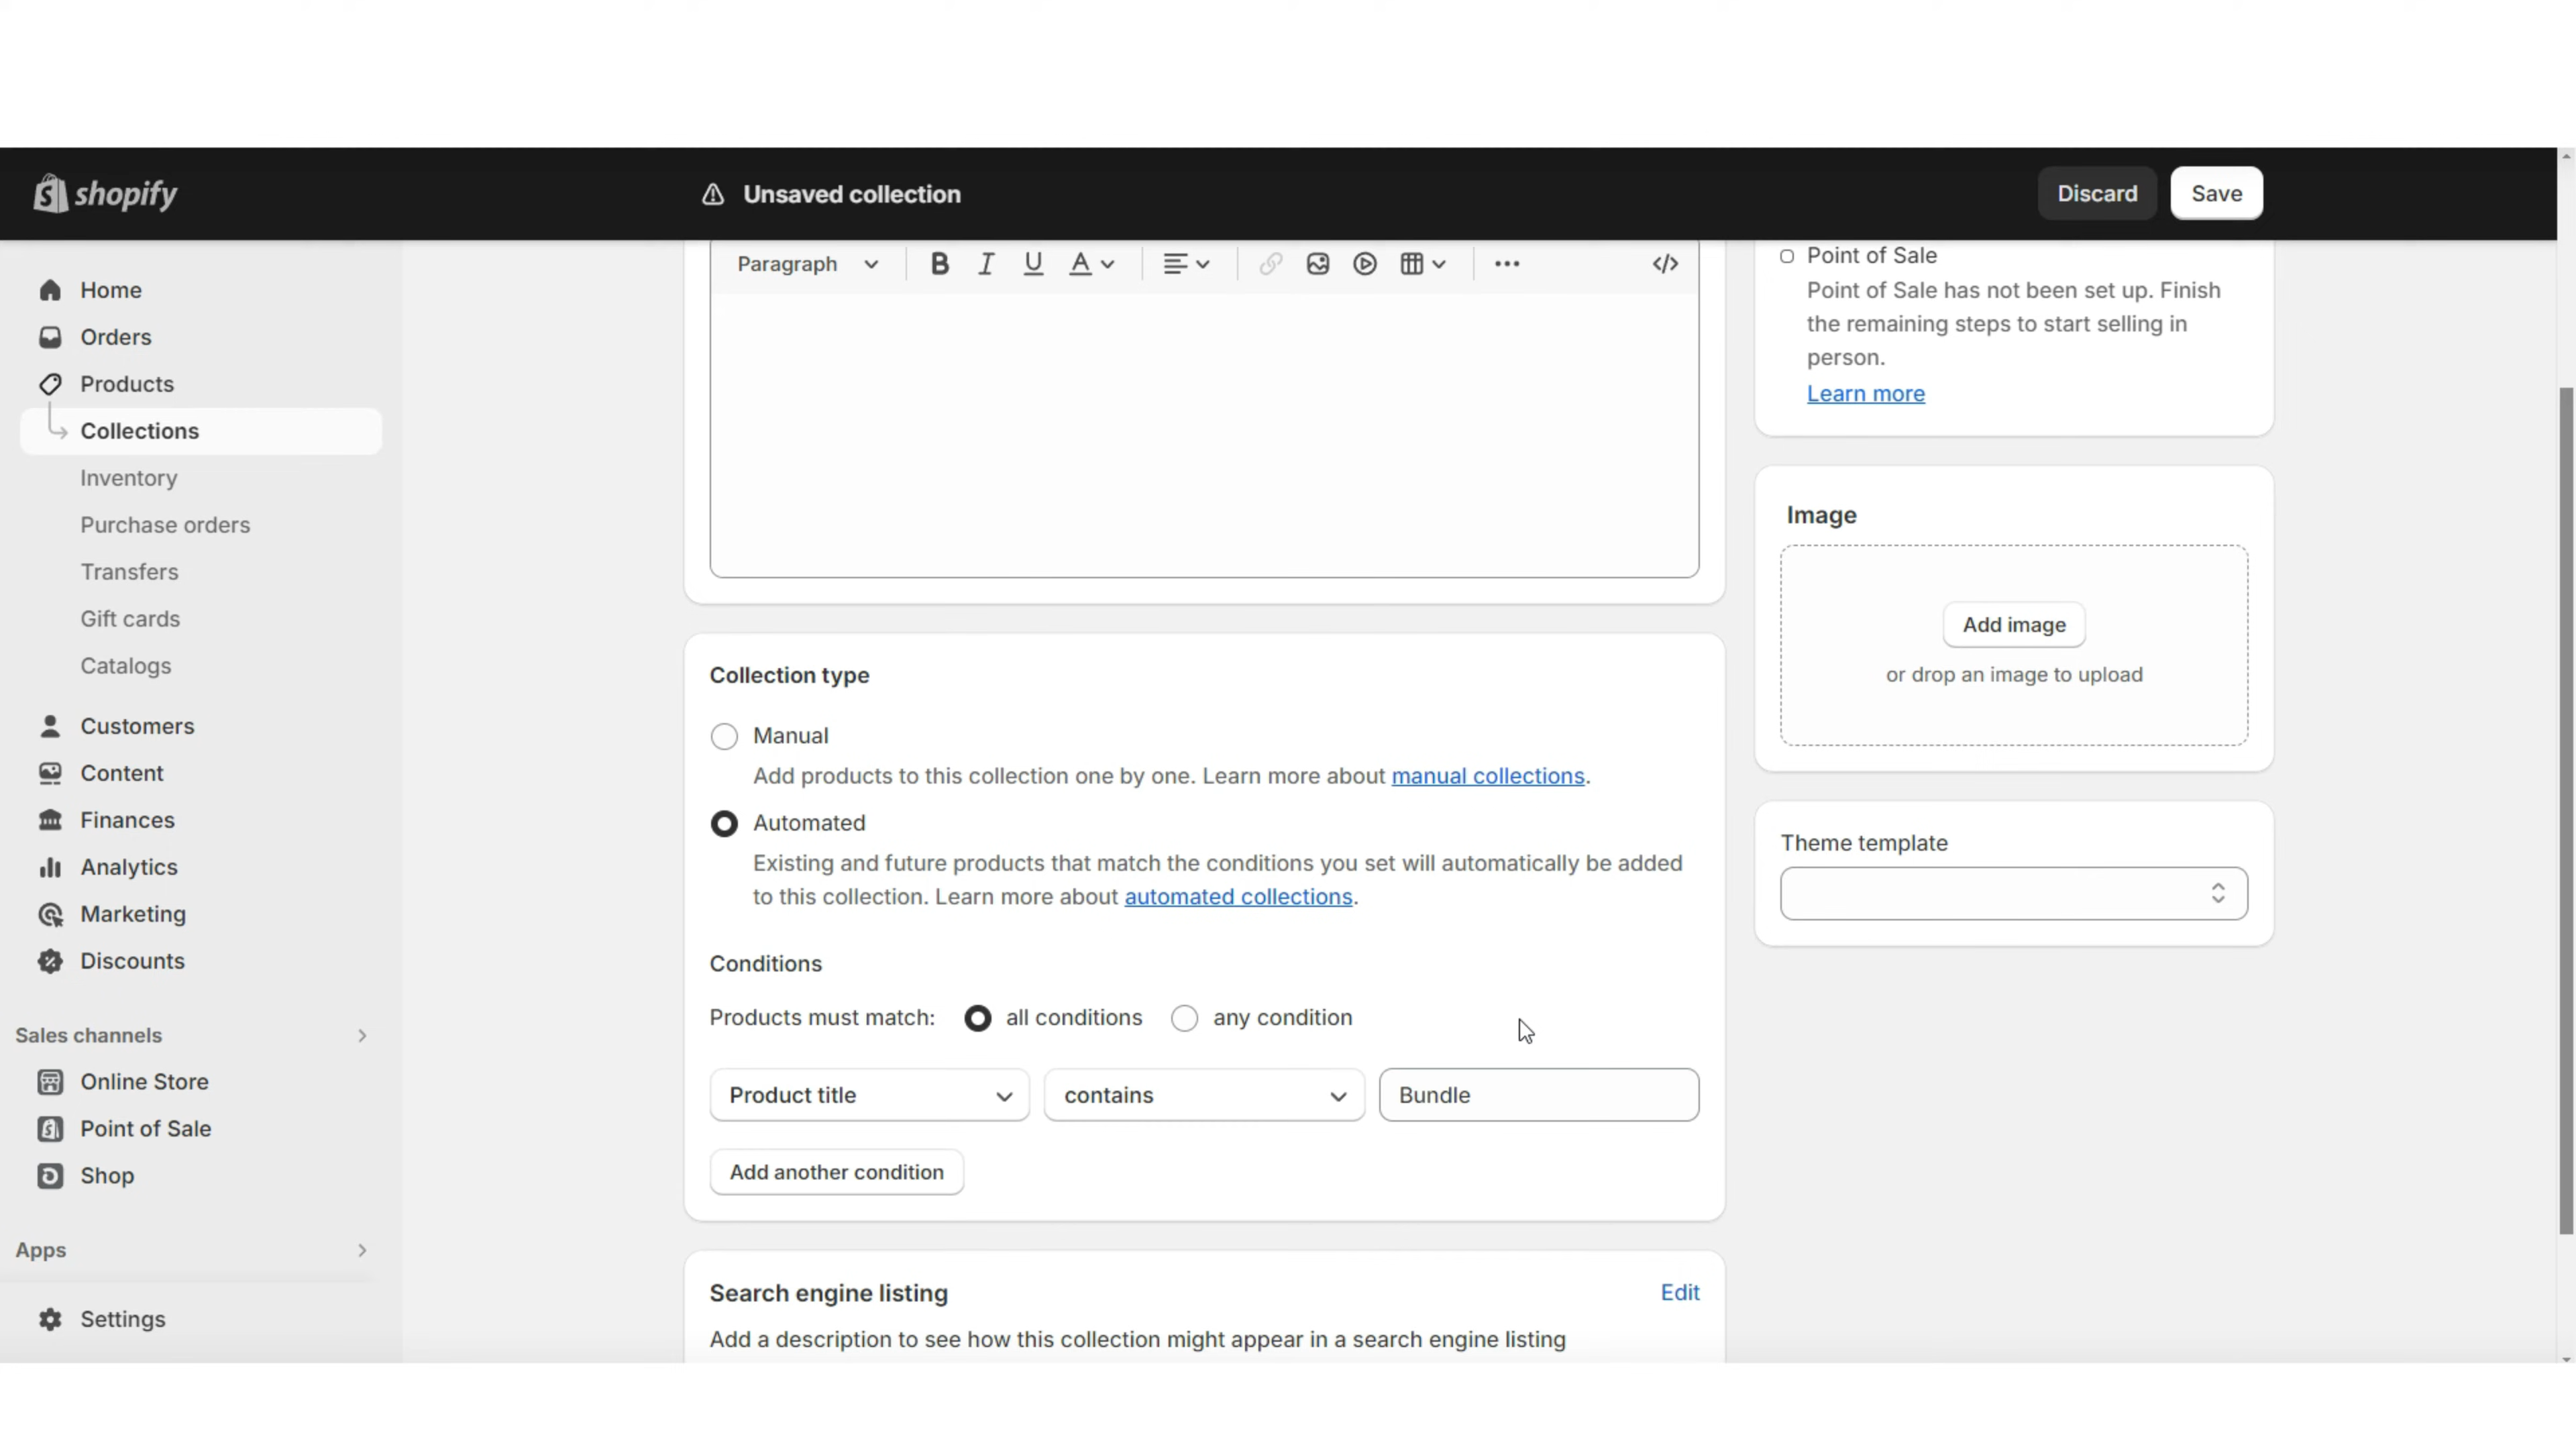 shopify
Unsaved collection
Discard
Save
Home
Orders
Products
Collections
Inventory
Purchase orders
Transfers
Gift cards
Catalogs
Customers
Content
Finances
Analytics
Marketing
Discounts
Sales channels
Online Store
Point of Sale
Shop
Apps
Settings
Paragraph
Collection type
Manual
Add products to this collection one by one. Learn more about manual collections.
Automated
Existing and future products that match the conditions you set will automatically be added
to this collection. Learn more about automated collections.
Conditions
Products must match: all conditions any condition
Product title contains Bundle
Add another condition
Search engine listing
Edit
Add a description to see how this collection might appear in a search engine listing
Point of Sale
Point of Sale has not been set up. Finish
the remaining steps to start selling in
person.
Learn more
Image
Add image
or drop an image to upload
Theme template